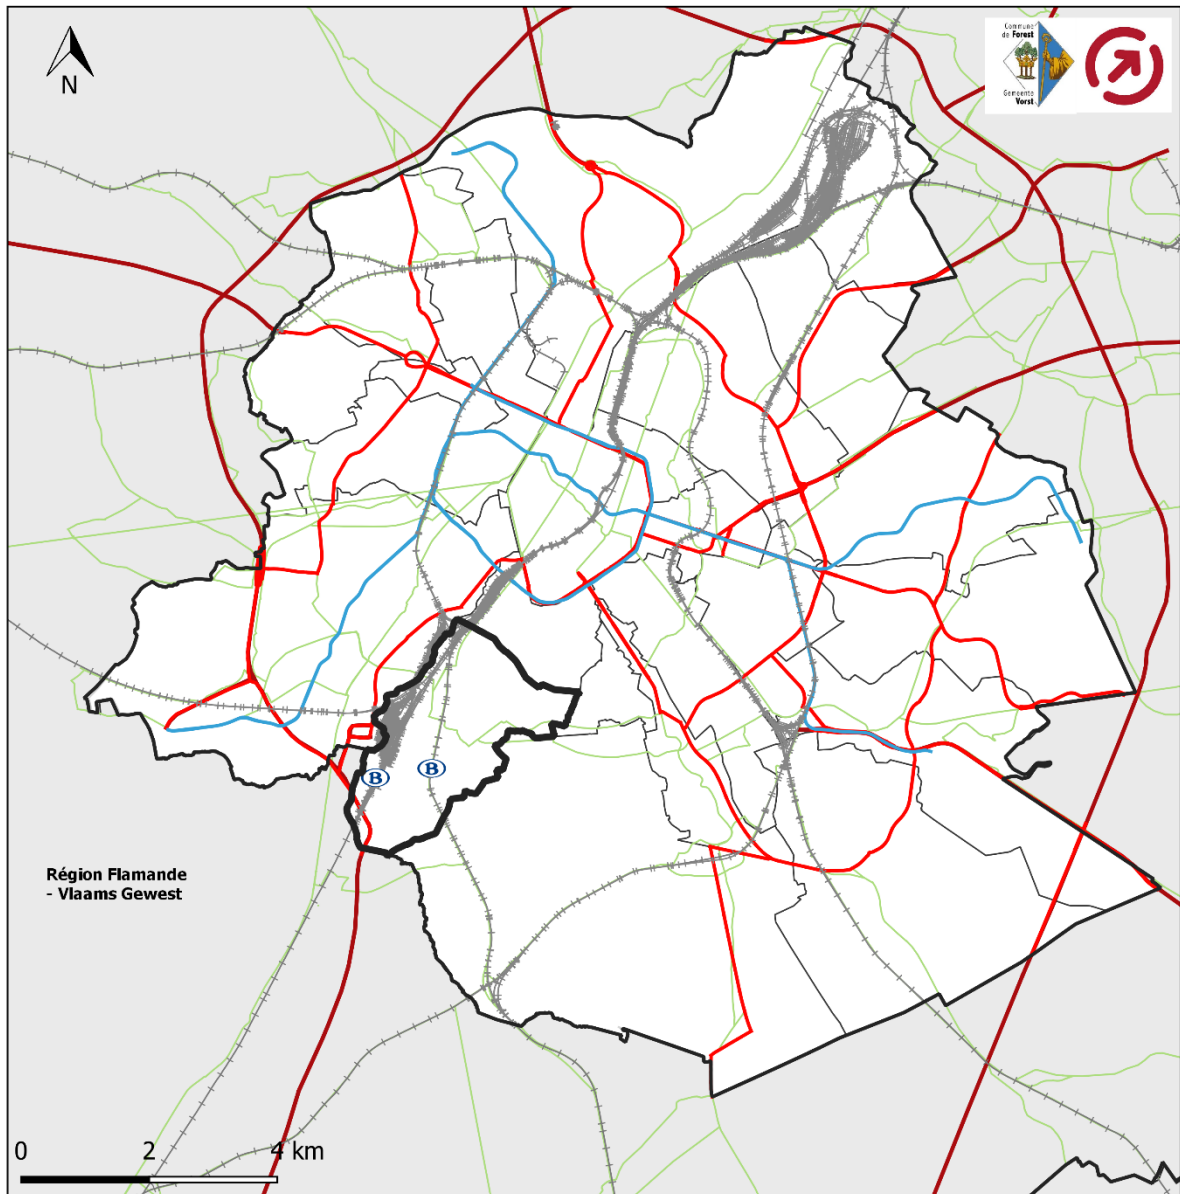 N
Commune
de Forest
Gemeente
Vorst
B
B
Région Flamande
- Vlaams Gewest
0 2 4 km